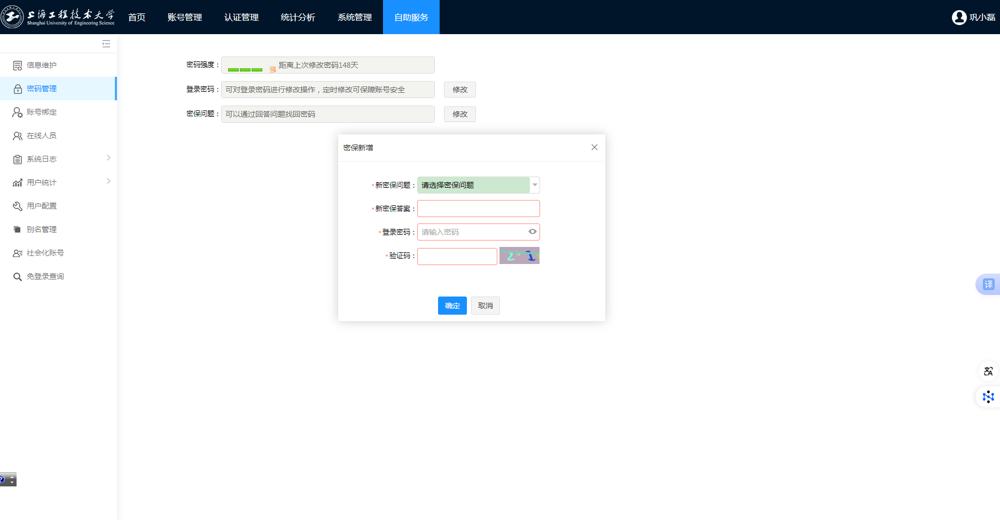 上海工程技术大学
Shanghai University of Engineering Science
首页 账号管理 认证管理 统计分析 系统管理 自助服务
巩小磊
信息维护
密码管理
账号绑定
在线人员
系统日志
用户统计
用户配置
别名管理
社会化账号
免登录查询
密码强度： 强 距离上次修改密码148天
登录密码： 可对登录密码进行修改操作，定时修改可保障账号安全 修改
密保问题： 可以通过回答问题找回密码 修改
密保新增
*新密保问题： 请选择密保问题
*新密保答案：
*登录密码： 请输入密码
*验证码：
确定 取消
译